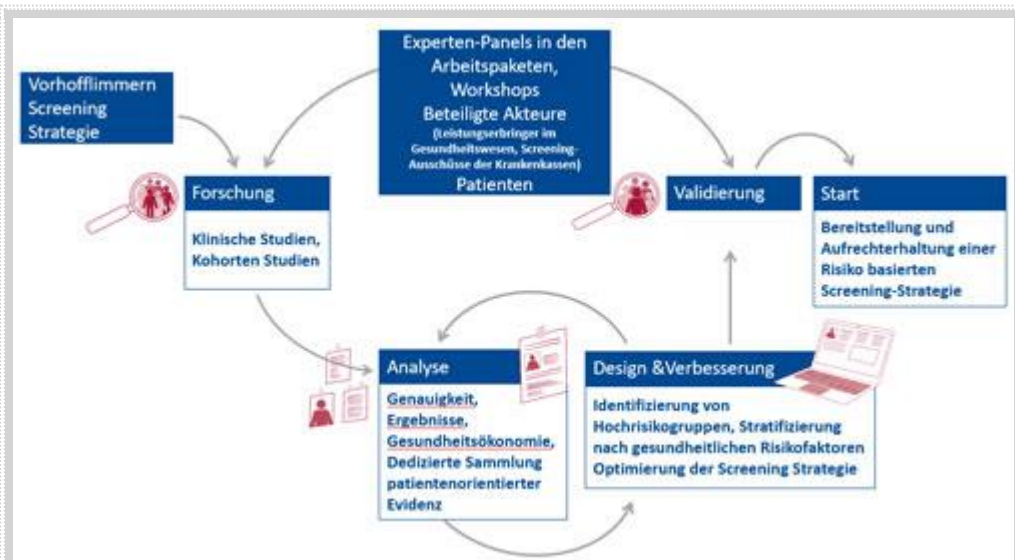 Experten-Panels in den
Arbeitspaketen,
Workshops
Beteiligte Akteure
(Leistungserbringer im
Gesundheitswesen, Screening-
Ausschüsse der Krankenkassen)
Patienten
Vorhofflimmern
Screening
Strategie
Forschung
Klinische Studien,
Kohorten Studien
Validierung
Start
Bereitstellung und
Aufrechterhaltung einer
Risiko basierten
Screening-Strategie
Analyse
Genauigkeit,
Ergebnisse,
Gesundheitsökonomie,
Dedizierte Sammlung
patientenorientierter
Evidenz
Design &Verbesserung
Identifizierung von
Hochrisikogruppen, Stratifizierung
nach gesundheitlichen Risikofaktoren
Optimierung der Screening Strategie